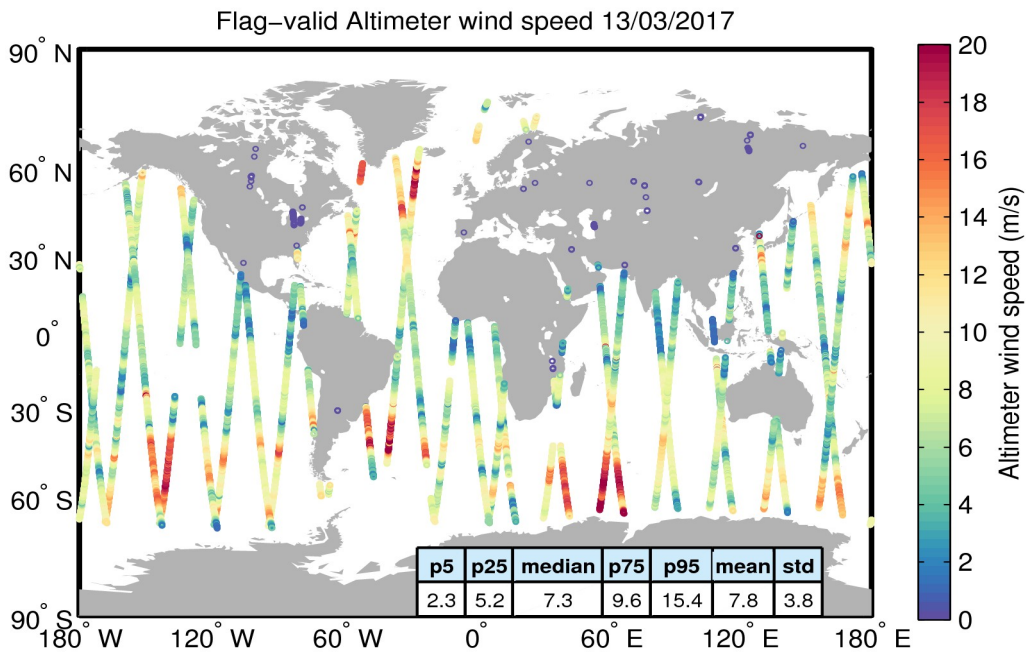 Flag−valid Altimeter wind speed 13/03/2017
90° N
60° N
30° N
0°
30° S
60° S
90° S
180° W
120° W
60° W
0°
60° E
120° E
180° E
p5 p25 median p75 p95 mean std
2.3 5.2 7.3 9.6 15.4 7.8 3.8
20
18
16
14
12
10
8
6
4
2
0
Altimeter wind speed (m/s)